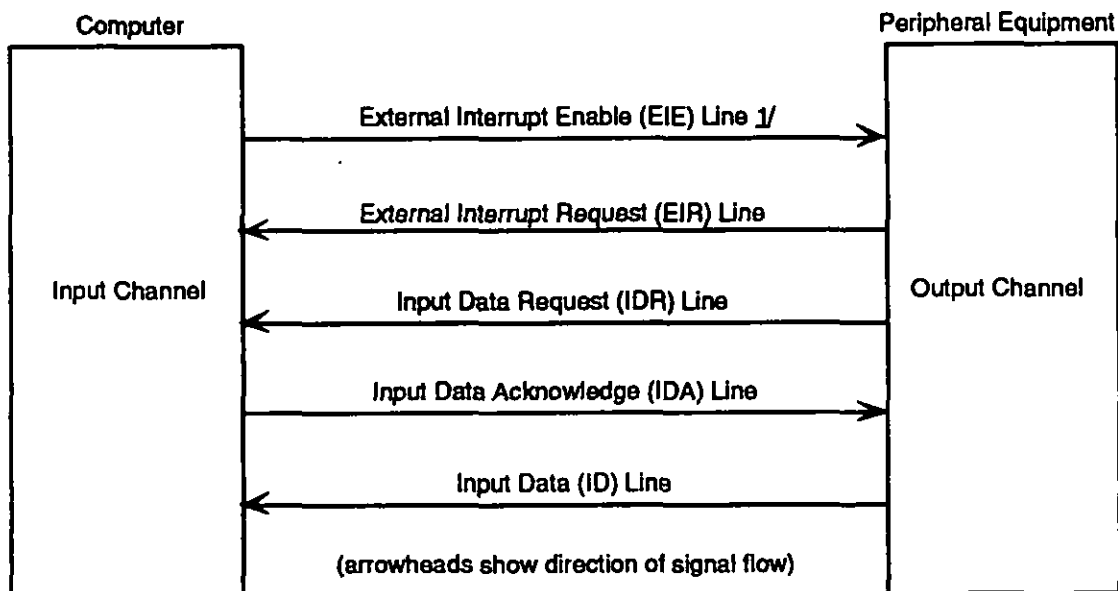 Computer
Peripheral Equipment
External Interrupt Enable (EIE) Line 1/
External Interrupt Request (EIR) Line
Input Channel
Output Channel
Input Data Request (IDR) Line
Input Data Acknowledge (IDA) Line
Input Data (ID) Line
(arrowheads show direction of signal flow)